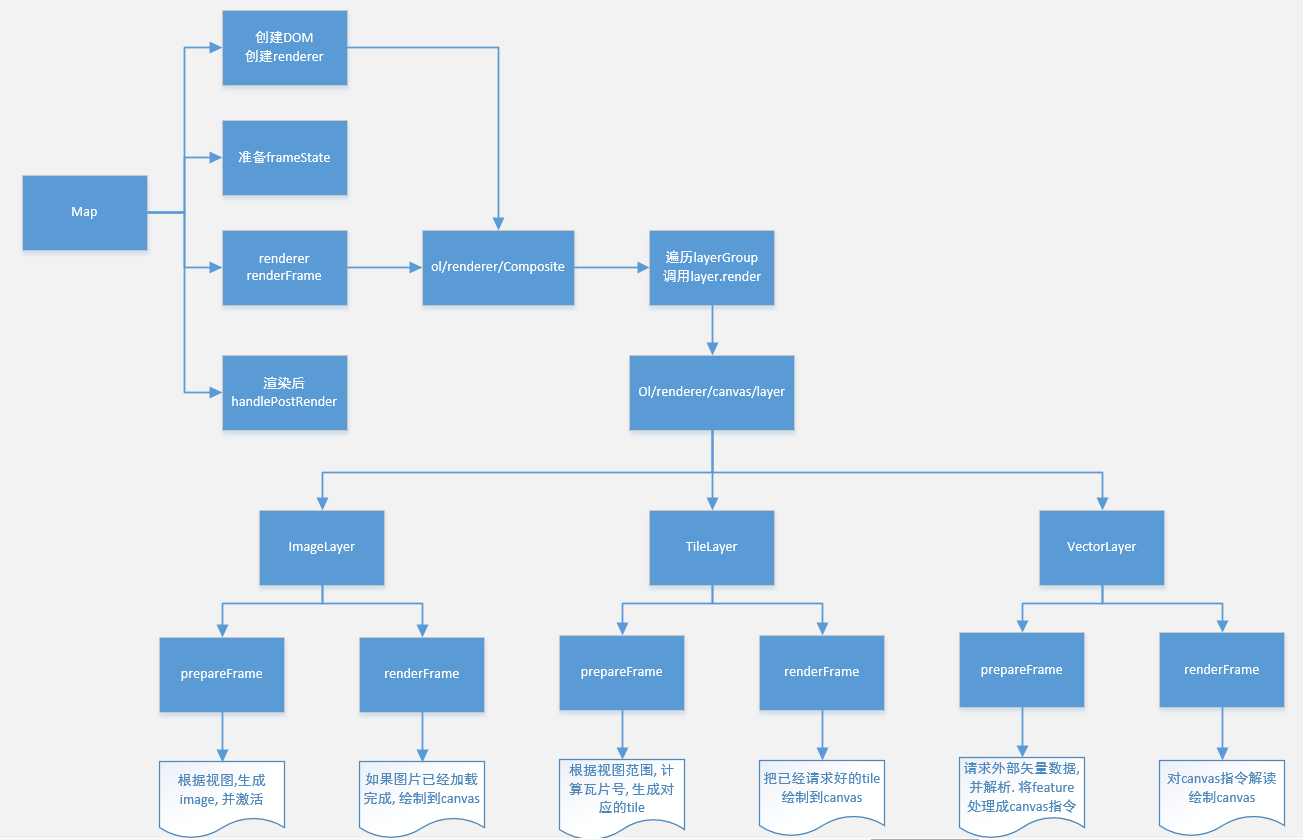 创建DOM
创建renderer
准备frameState
Map
renderer
renderFrame
ol/renderer/Composite
遍历layerGroup
调用layer.render
渲染后
handlePostRender
Ol/renderer/canvas/layer
ImageLayer
TileLayer
VectorLayer
prepareFrame
renderFrame
prepareFrame
renderFrame
prepareFrame
renderFrame
根据视图,生成
image, 并激活
如果图片已经加载
完成, 绘制到canvas
根据视图范围, 计
算瓦片号, 生成对
应的tile
把已经请求好的tile
绘制到canvas
请求外部矢量数据,
并解析. 将feature
处理成canvas指令
对canvas指令解读
绘制canvas